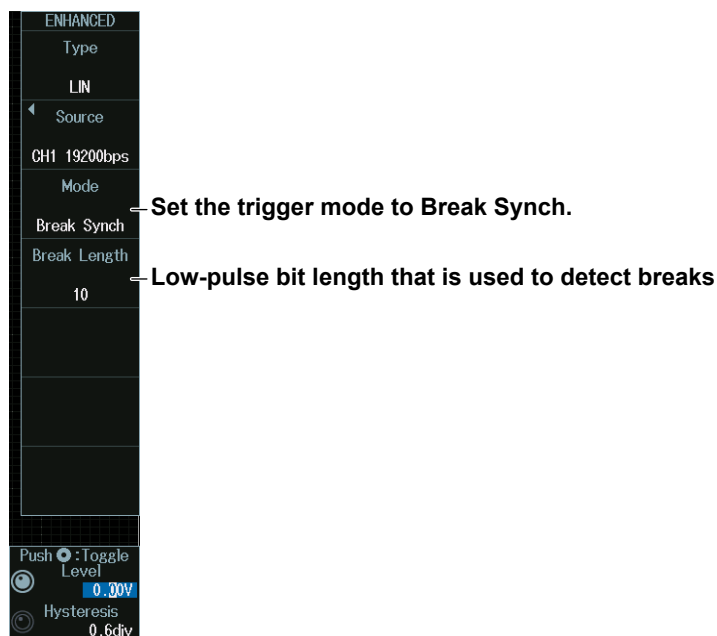 ENHANCED
Type
LIN
Source
CH1 19200bps
Mode
Break Synch
Set the trigger mode to Break Synch.
Break Length
10
Low-pulse bit length that is used to detect breaks
Push :Toggle
Level
0.00V
Hysteresis
0.6div